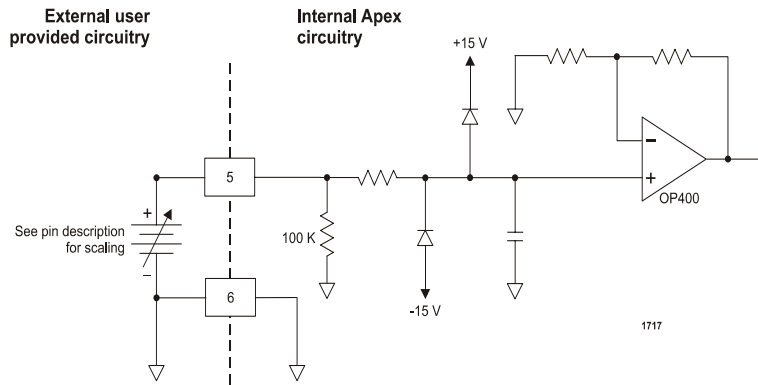 External user
provided circuitry
Internal Apex
circuitry
+15 V
5
-
+
OP400
+
See pin description
for scaling
-
100 K
6
-15 V
1717